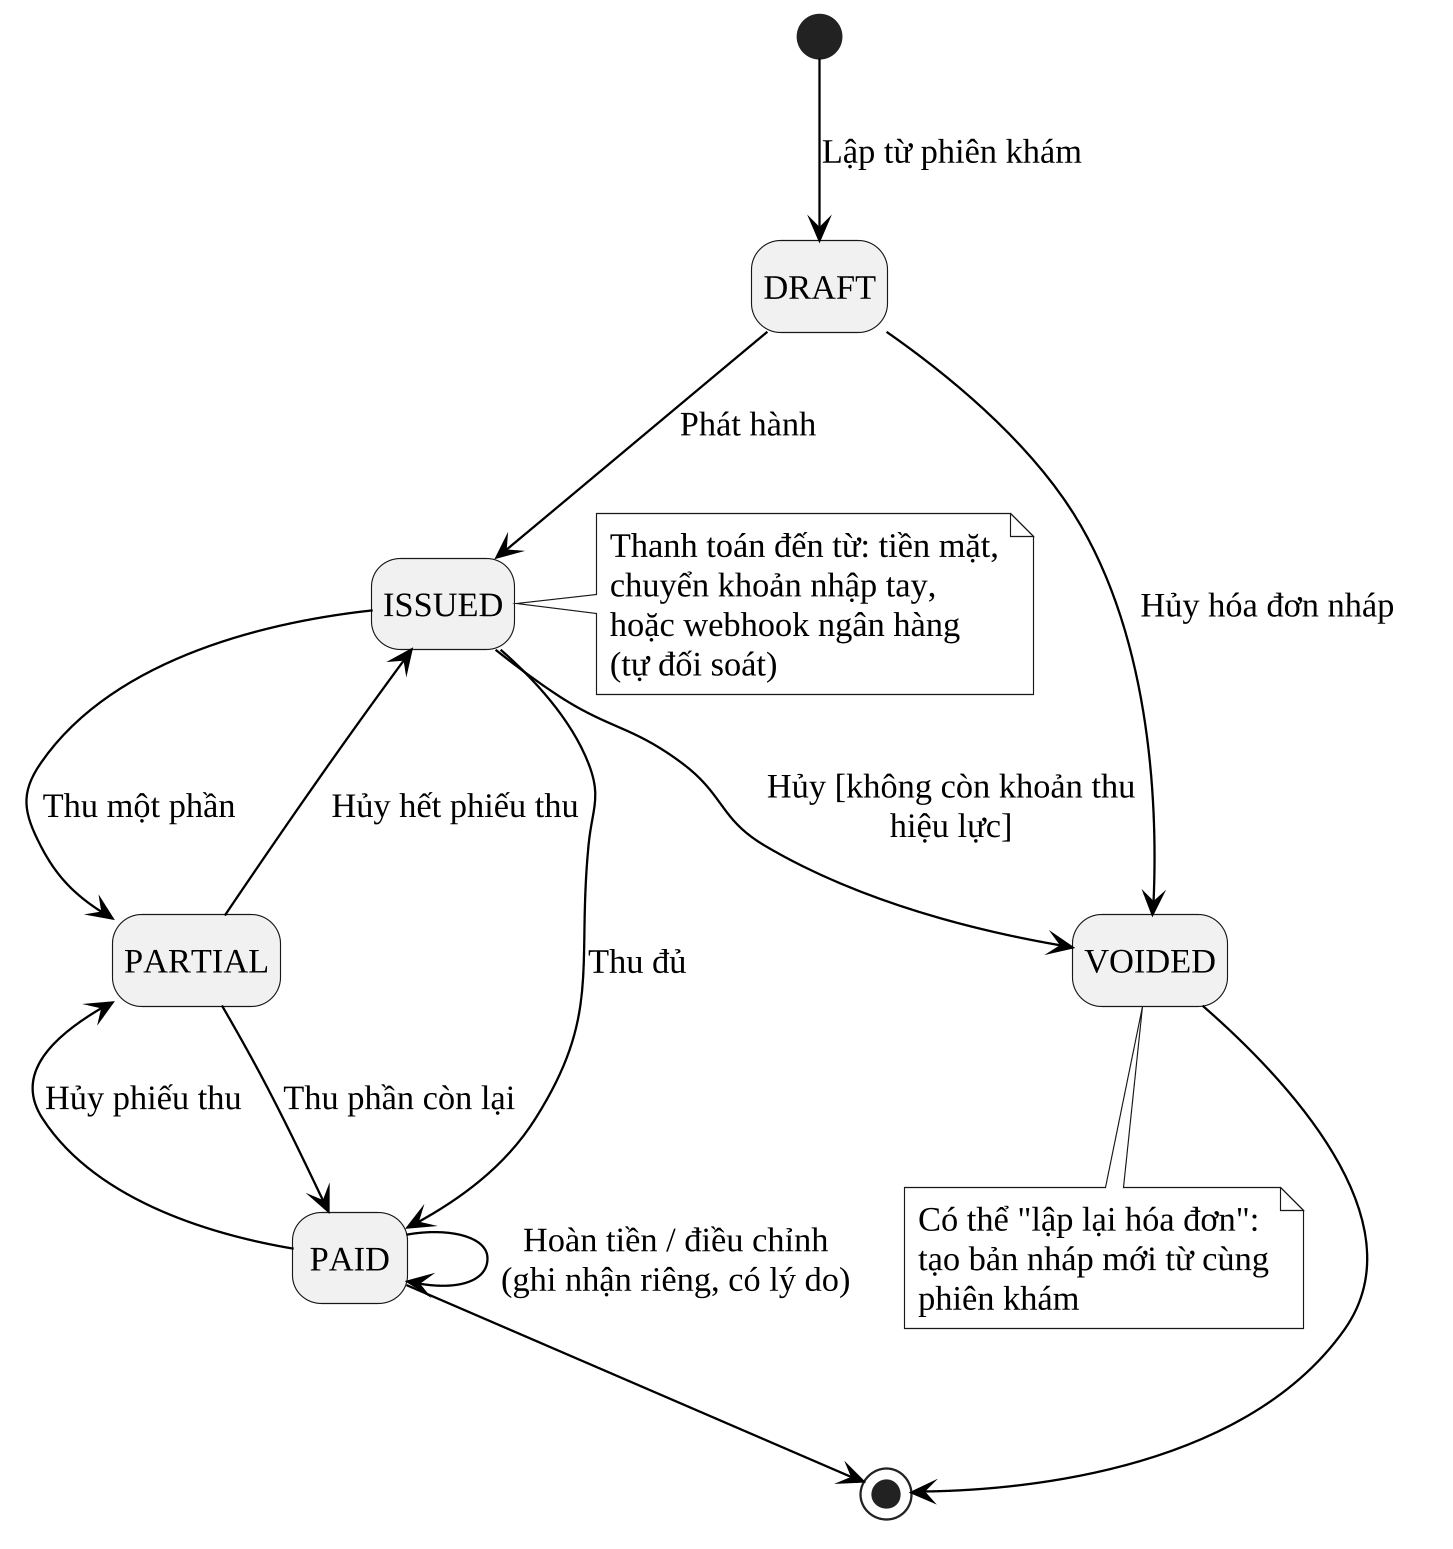 Lập từ phiên khám
DRAFT
Phát hành
Thanh toán đến từ: tiền mặt,
chuyển khoản nhập tay,
hoặc webhook ngân hàng
(tự đối soát)
ISSUED
Hủy hóa đơn nháp
Hủy [không còn khoản thu
hiệu lực]
Thu một phần
Hủy hết phiếu thu
PARTIAL
Thu đủ
VOIDED
Hủy phiếu thu
Thu phần còn lại
PAID
Hoàn tiền / điều chỉnh
(ghi nhận riêng, có lý do)
Có thể "lập lại hóa đơn":
tạo bản nháp mới từ cùng
phiên khám